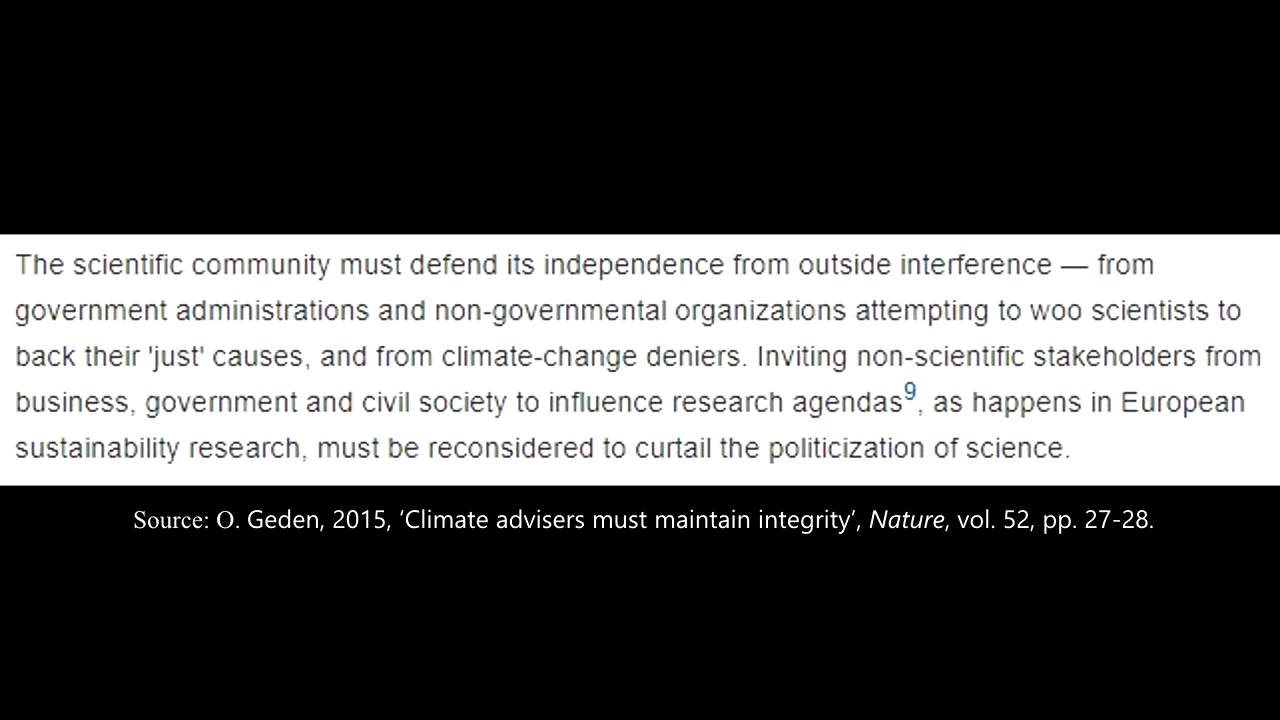 The scientific community must defend its independence from outside interference — from
government administrations and non-governmental organizations attempting to woo scientists to
back their 'just' causes, and from climate-change deniers. Inviting non-scientific stakeholders from
business, government and civil society to influence research agendas9, as happens in European
sustainability research, must be reconsidered to curtail the politicization of science.
Source: O. Geden, 2015, ‘Climate advisers must maintain integrity’, Nature, vol. 52, pp. 27-28.